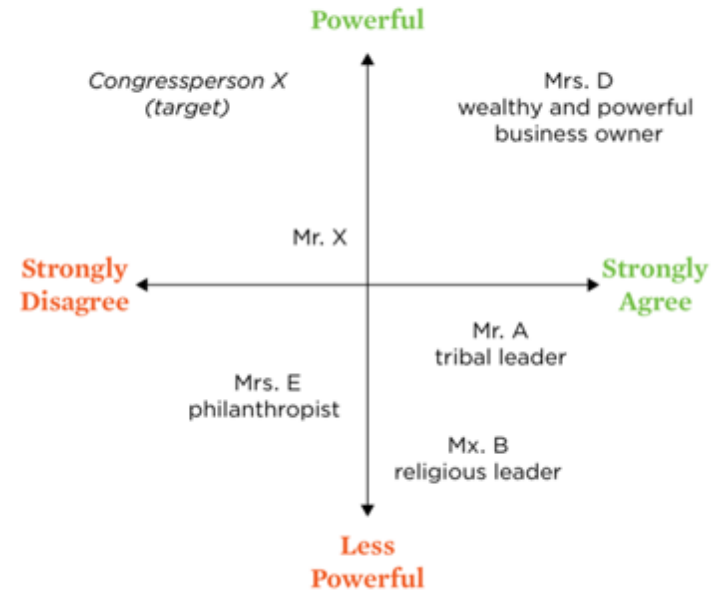 Powerful
Congressperson X
(target)
Mrs. D
wealthy and powerful
business owner
Mr. X
Strongly
Disagree
Strongly
Agree
Mr. A
tribal leader
Mrs. E
philanthropist
Mx. B
religious leader
Less
Powerful